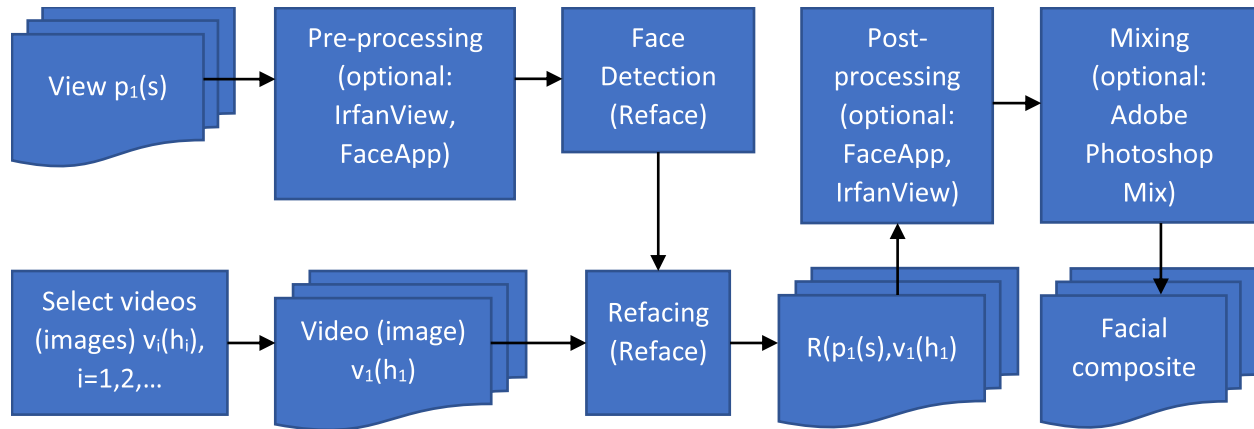 View p₁(s)
Pre-processing
(optional:
IrfanView,
FaceApp)
Face
Detection
(Reface)
Post-
processing
(optional:
FaceApp,
IrfanView)
Mixing
(optional:
Adobe
Photoshop
Mix)
Select videos
(images) vᵢ(hᵢ),
i=1,2,...
Video (image)
v₁(h₁)
Refacing
(Reface)
R(p₁(s),v₁(h₁)
Facial
composite